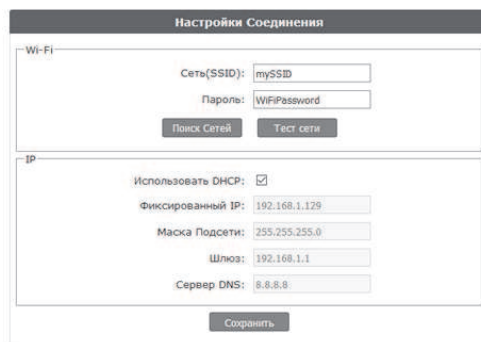 Настройки Соединения
Wi-Fi
Сеть(SSID): mySSID
Пароль: WiFiPassword
Поиск Сетей Тест сети
IP
Использовать DHCP:
Фиксированный IP: 192.168.1.129
Маска Подсети: 255.255.255.0
Шлюз: 192.168.1.1
Сервер DNS: 8.8.8.8
Сохранить